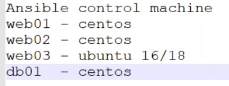 Ansible control machine
web01 - centos
web02 - centos
web03 - ubuntu 16/18
db01  - centos